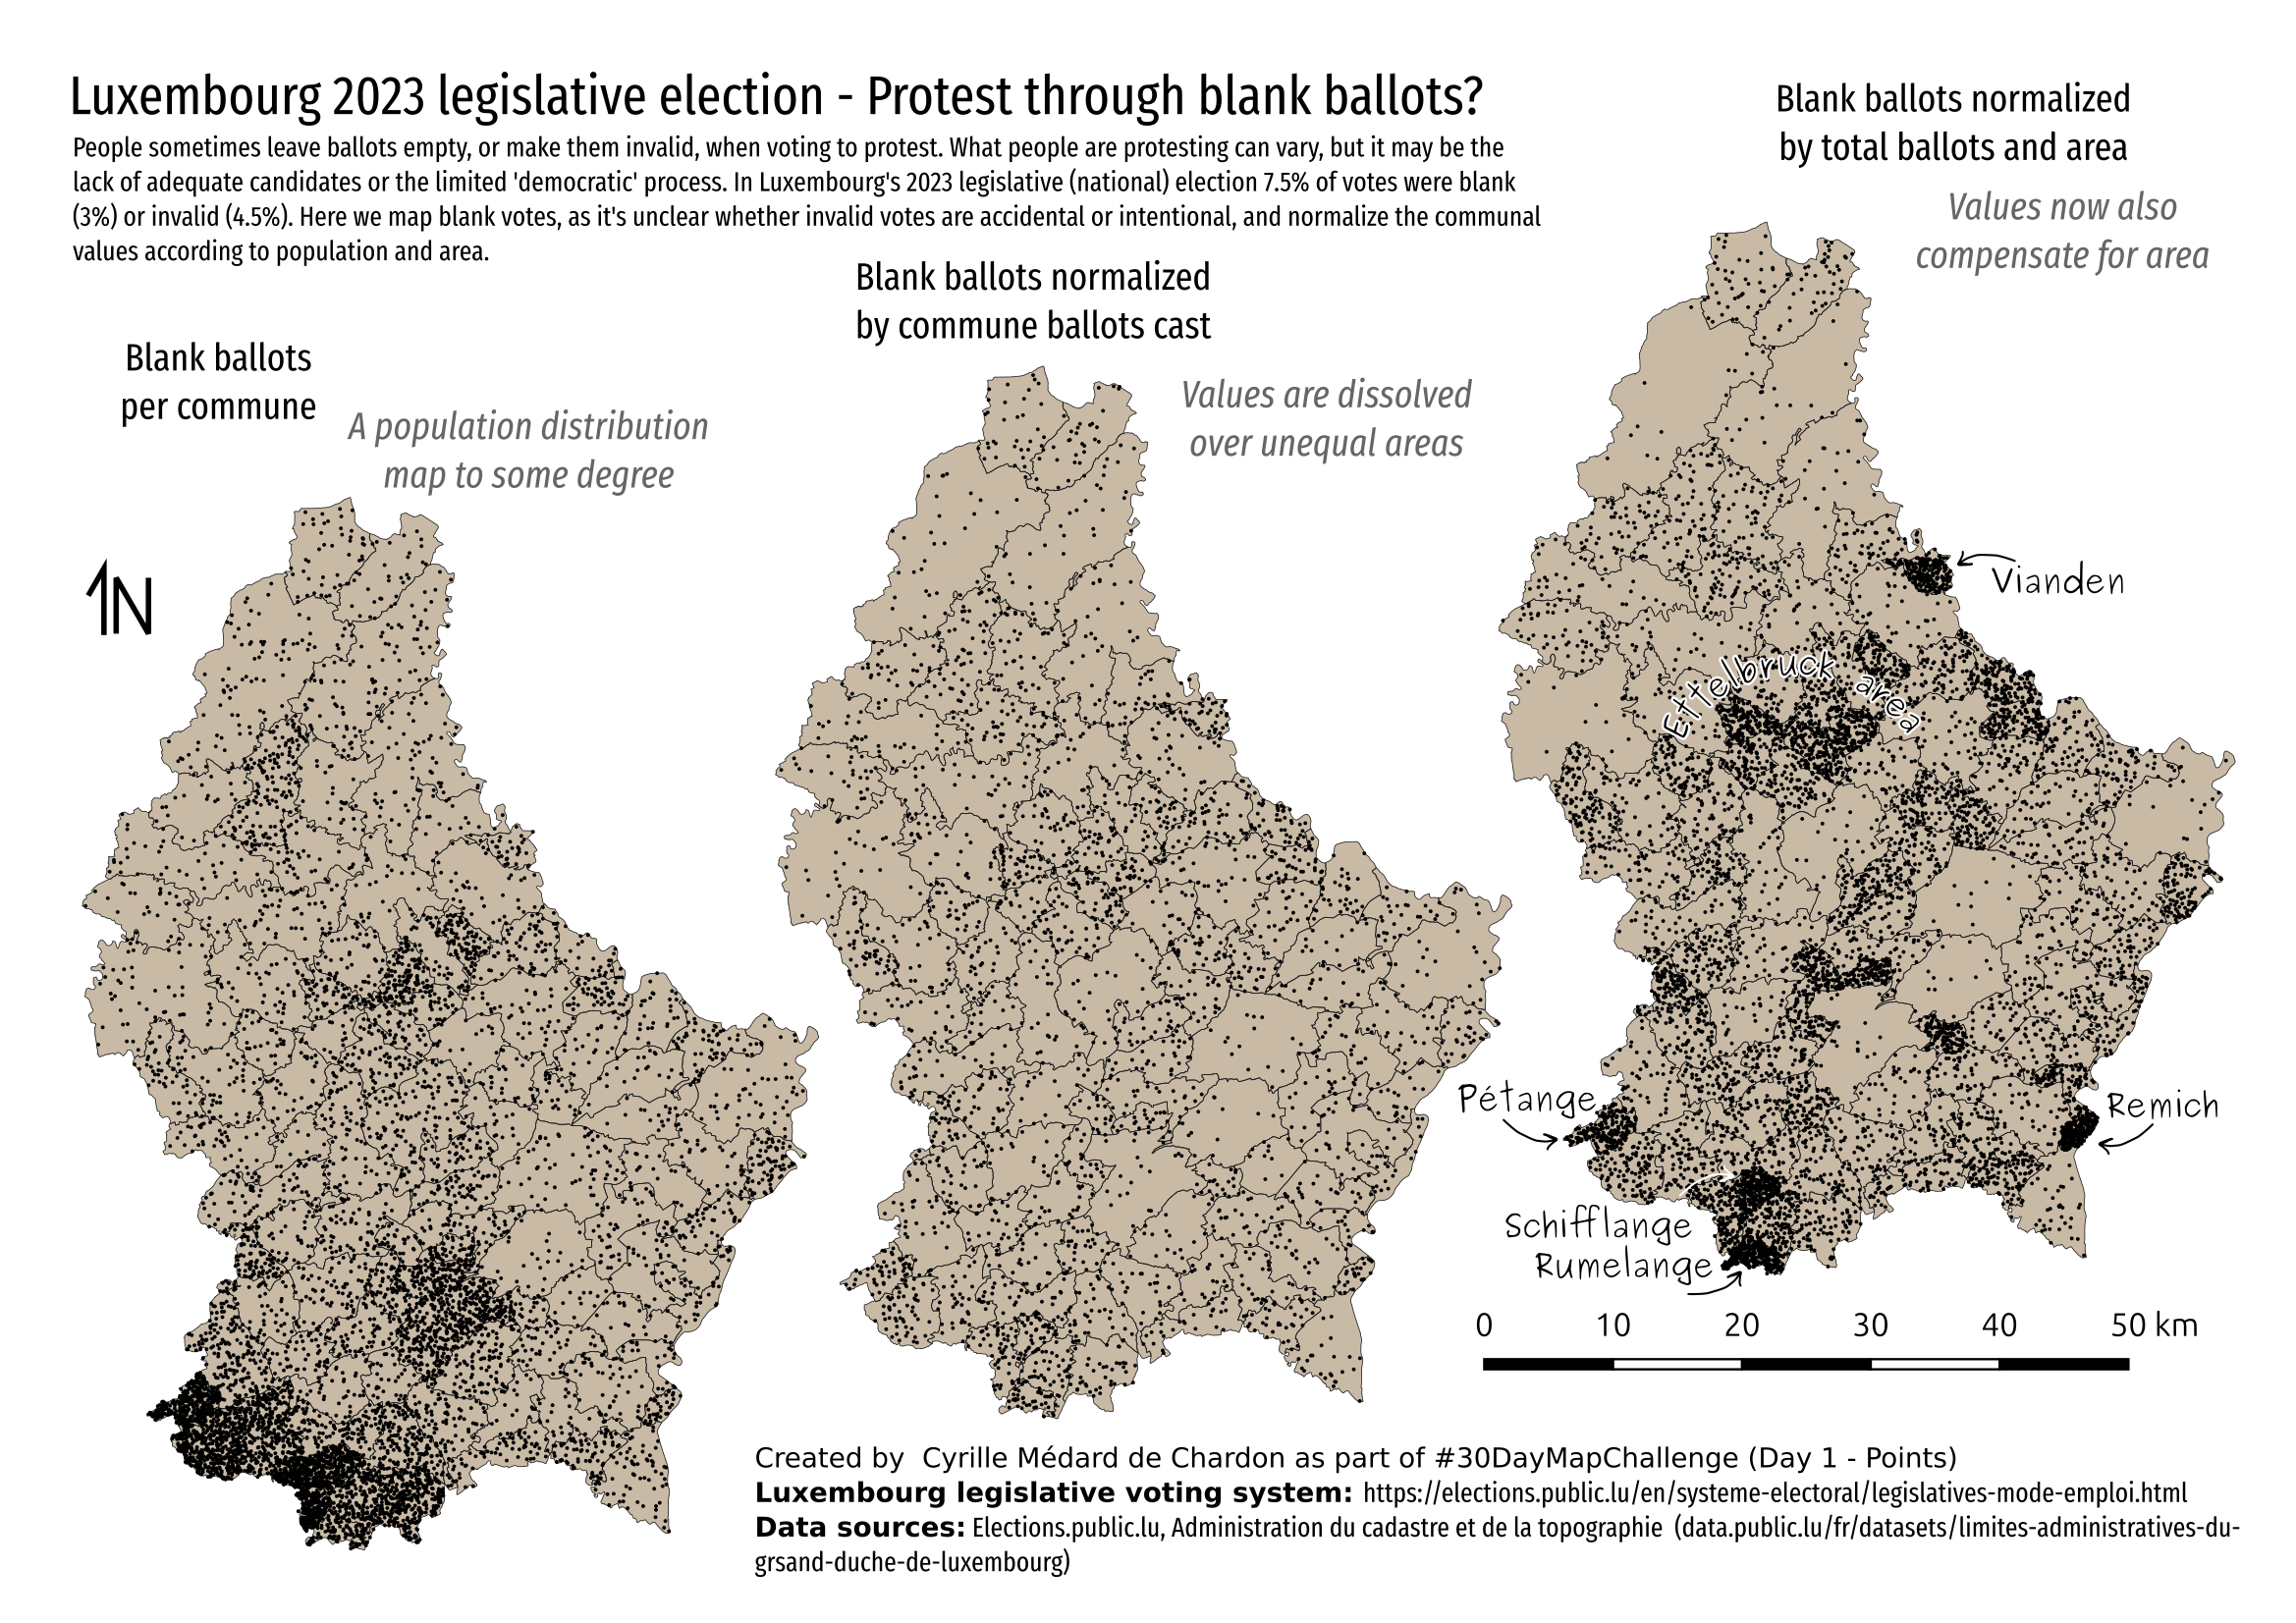 Luxembourg 2023 legislative election - Protest through blank ballots?
People sometimes leave ballots empty, or make them invalid, when voting to protest. What people are protesting can vary, but it may be the
lack of adequate candidates or the limited 'democratic' process. In Luxembourg's 2023 legislative (national) election 7.5% of votes were blank
(3%) or invalid (4.5%). Here we map blank votes, as it's unclear whether invalid votes are accidental or intentional, and normalize the communal
values according to population and area.
Blank ballots
per commune
A population distribution
map to some degree
N
Blank ballots normalized
by commune ballots cast
Values are dissolved
over unequal areas
Blank ballots normalized
by total ballots and area
Values now also
compensate for area
Vianden
Ettelbruck area
Pétange
Remich
Schifflange
Rumelange
0 10 20 30 40 50 km
Created by Cyrille Médard de Chardon as part of #30DayMapChallenge (Day 1 - Points)
Luxembourg legislative voting system: https://elections.public.lu/en/systeme-electoral/legislatives-mode-emploi.html
Data sources: Elections.public.lu, Administration du cadastre et de la topographie (data.public.lu/fr/datasets/limites-administratives-du-
grsand-duche-de-luxembourg)